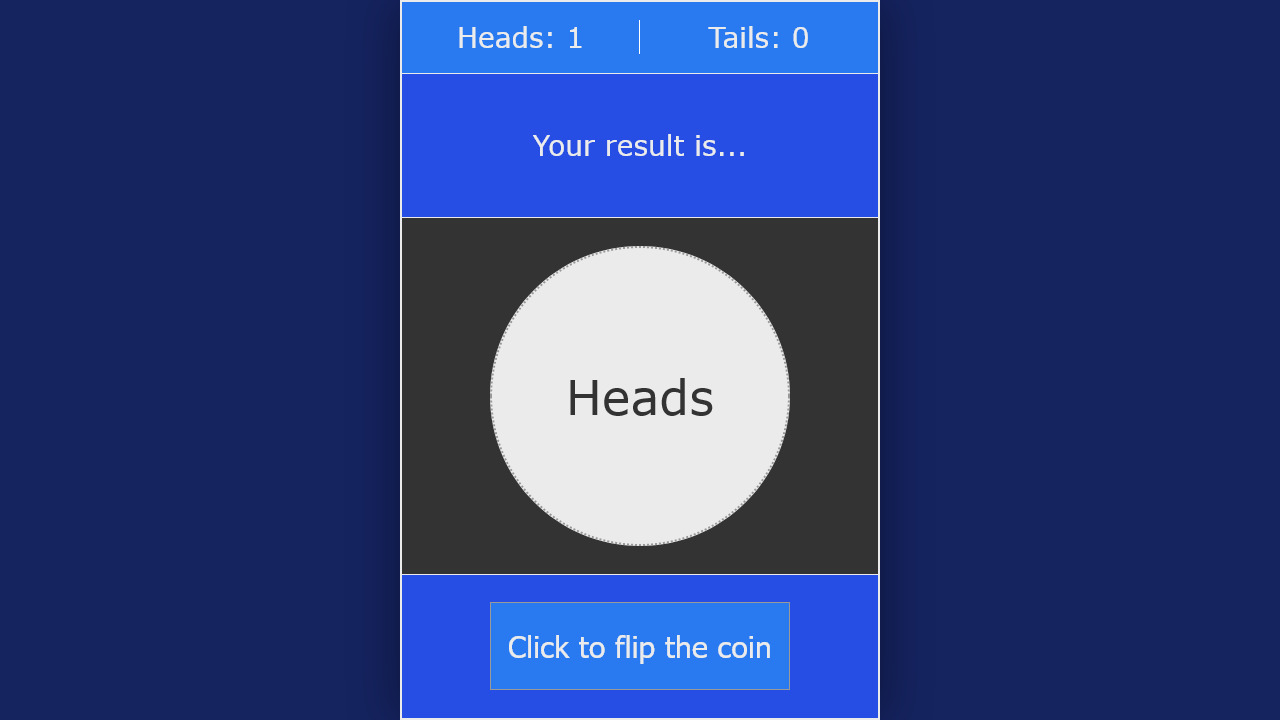 Heads: 1
Tails: 0
Your result is...
Heads
Click to flip the coin